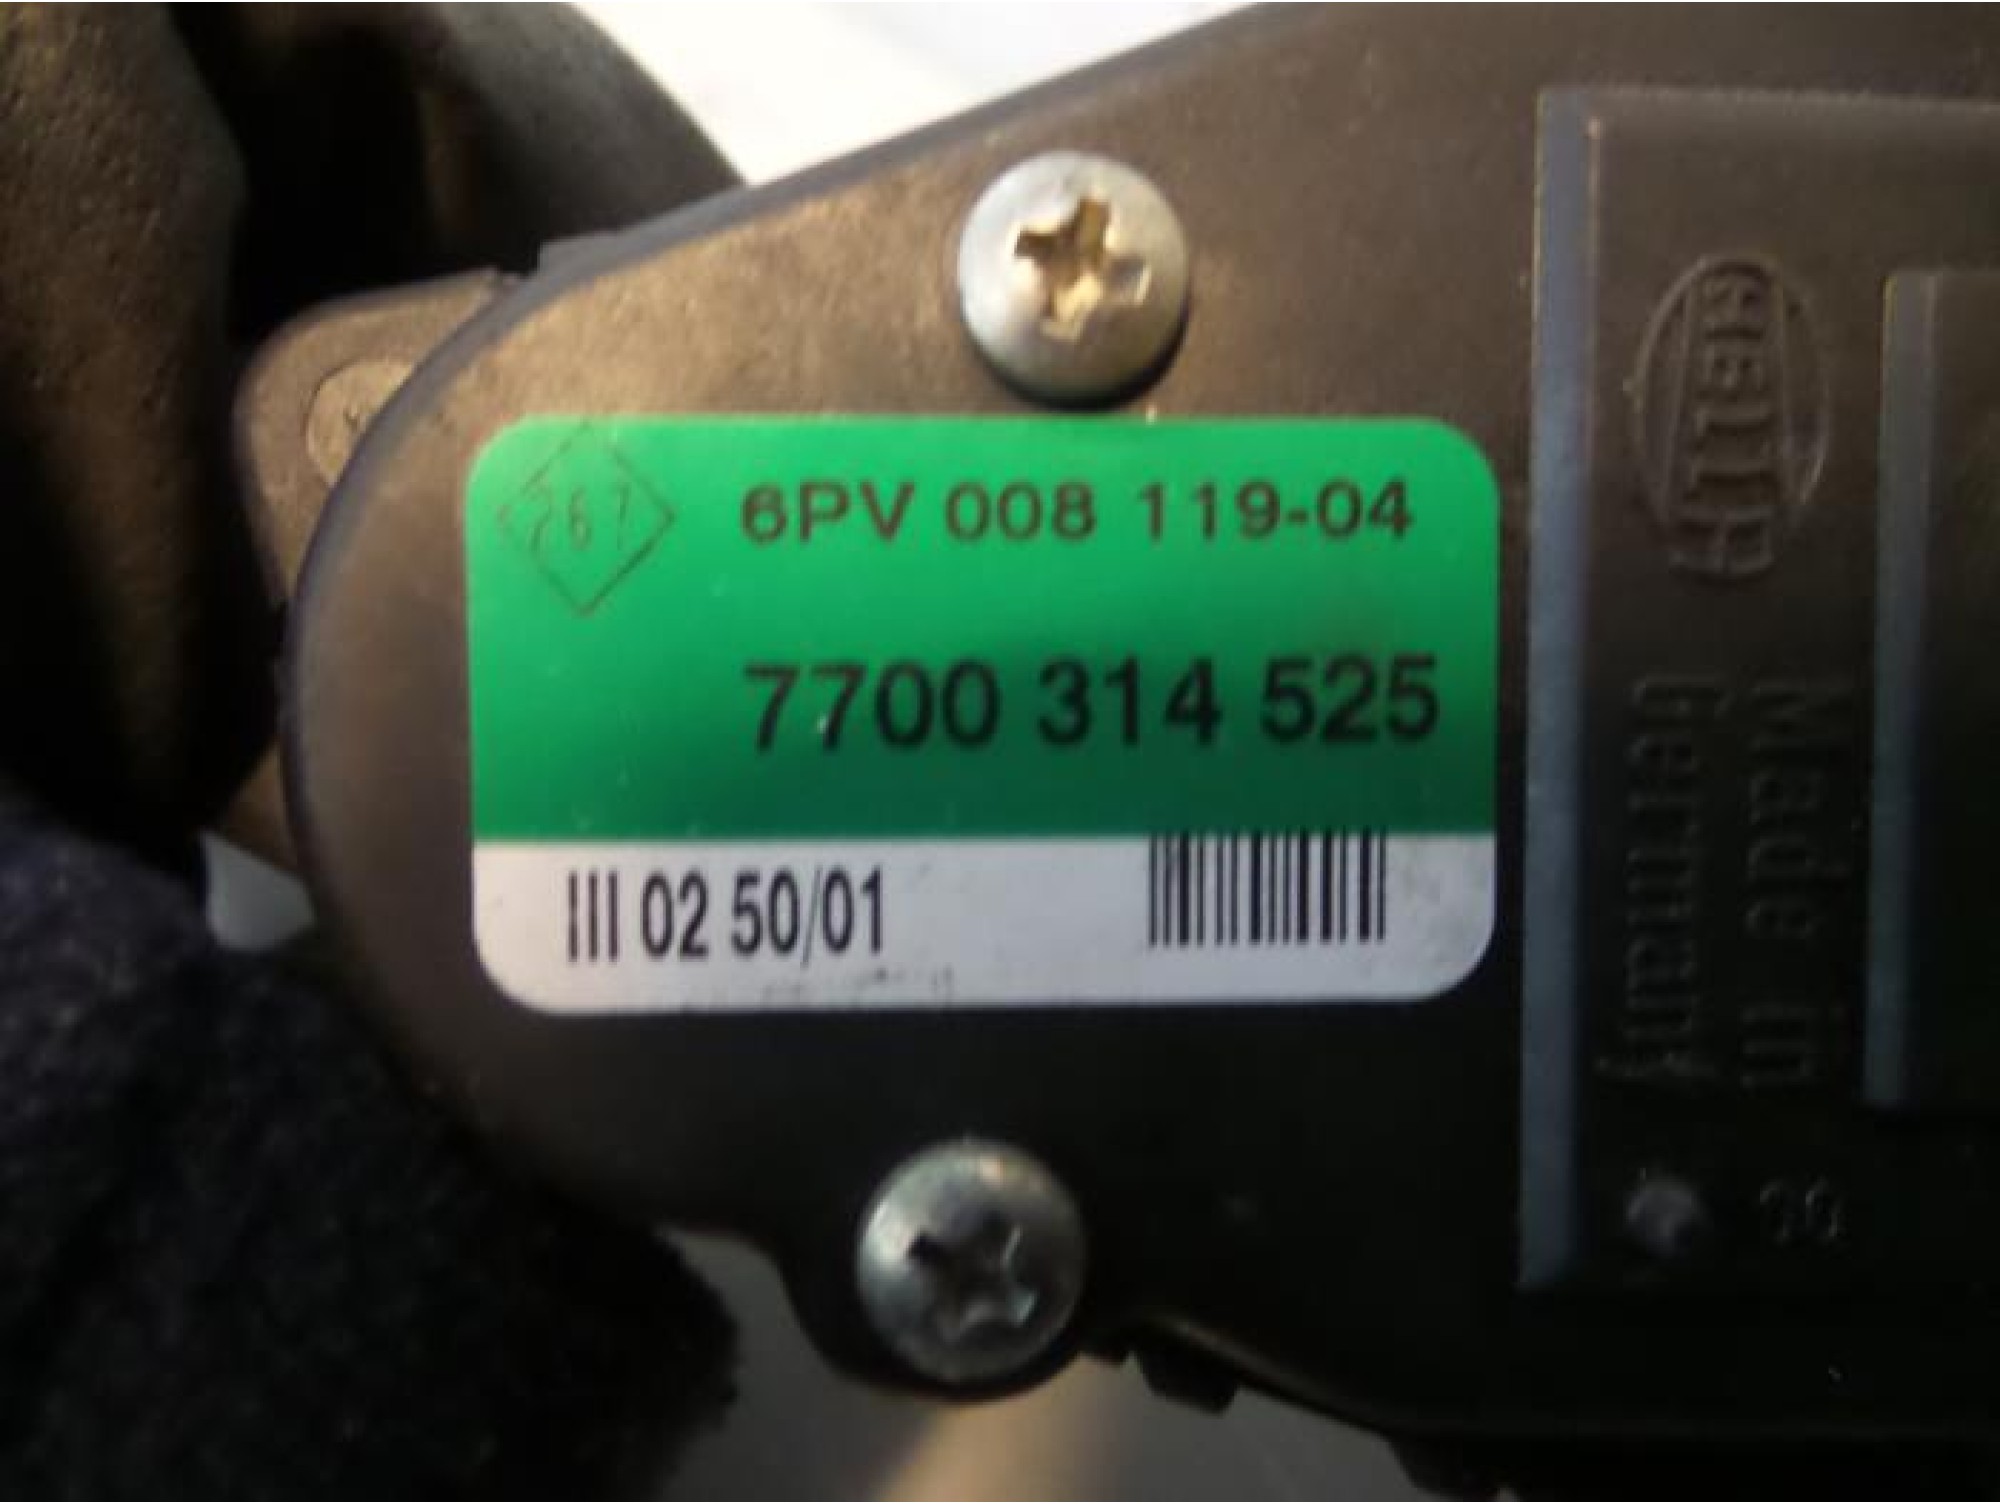 267
6PV 008 119-04
7700 314 525
III 02 50/01
HELLA
Made in
Germany